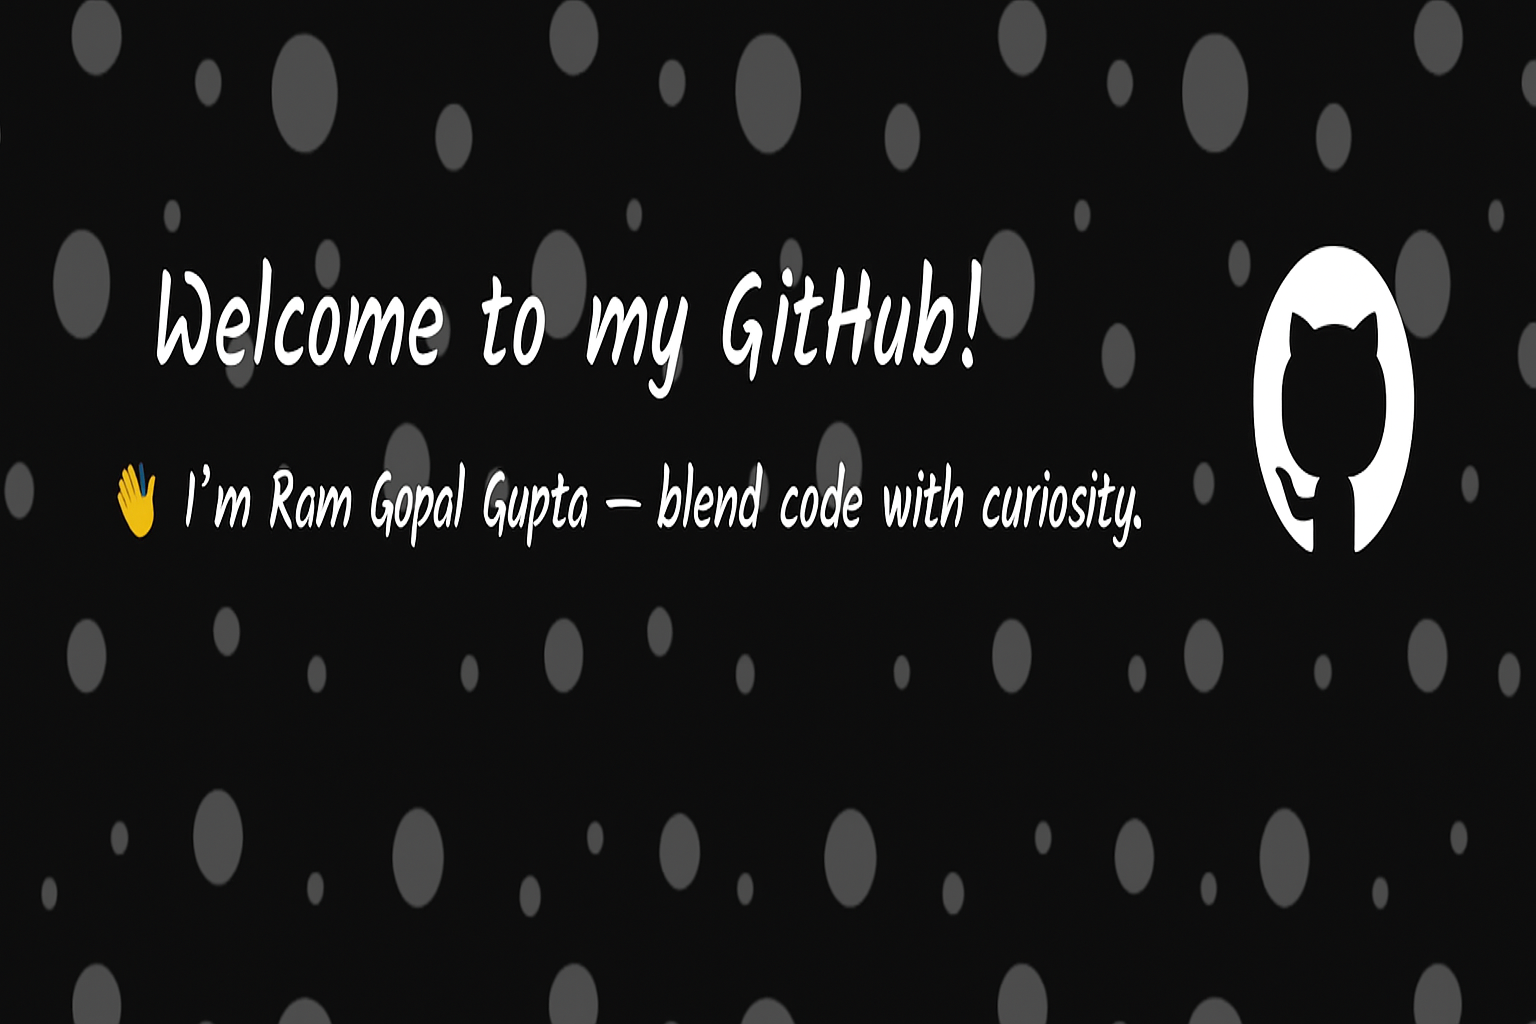 Welcome to my GitHub!
👋 I’m Ram Gopal Gupta — blend code with curiosity.